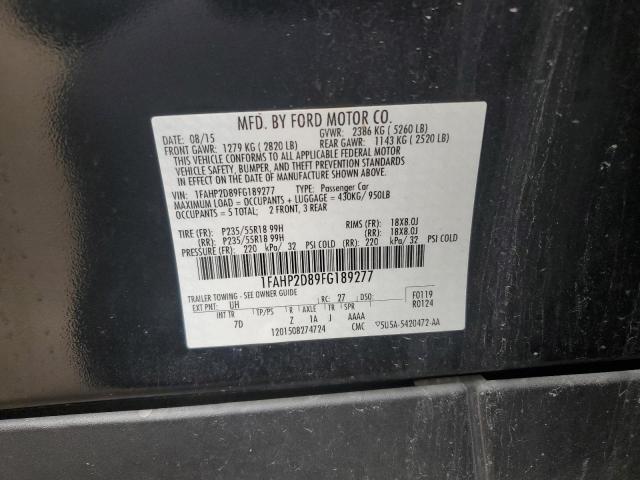 MFD. BY FORD MOTOR CO.
DATE: 08/15 GVWR: 2386 KG ( 5260 LB)
FRONT GAWR: 1279 KG ( 2820 LB) REAR GAWR: 1143 KG ( 2520 LB)
THIS VEHICLE CONFORMS TO ALL APPLICABLE FEDERAL MOTOR
VEHICLE SAFETY, BUMPER, AND THEFT PREVENTION STANDARDS
IN EFFECT ON THE DATE OF MANUFACTURE SHOWN ABOVE.
VIN: 1FAHP2D89FG189277 TYPE: Passenger Car
MAXIMUM LOAD = OCCUPANTS + LUGGAGE = 430KG/ 950LB
OCCUPANTS = 5 TOTAL; 2 FRONT, 3 REAR
TIRE (FR): P235/55R18 99H RIMS (FR): 18X8.0J
(RR): P235/55R18 99H (RR): 18X8.0J
PRESSURE (FR): 220 kPa/ 32 PSI COLD (RR): 220 kPa/ 32 PSI COLD
1FAHP2D89FG189277
TRAILER TOWING - SEE OWNER GUIDE
EXT PNT: UH RC: 27 DSO: F0119
INT TR TP/PS R AXLE TR SPR R0124
7D Z 1A J AAAA
1201508274724 CMC ▽5U5A-5420472-AA